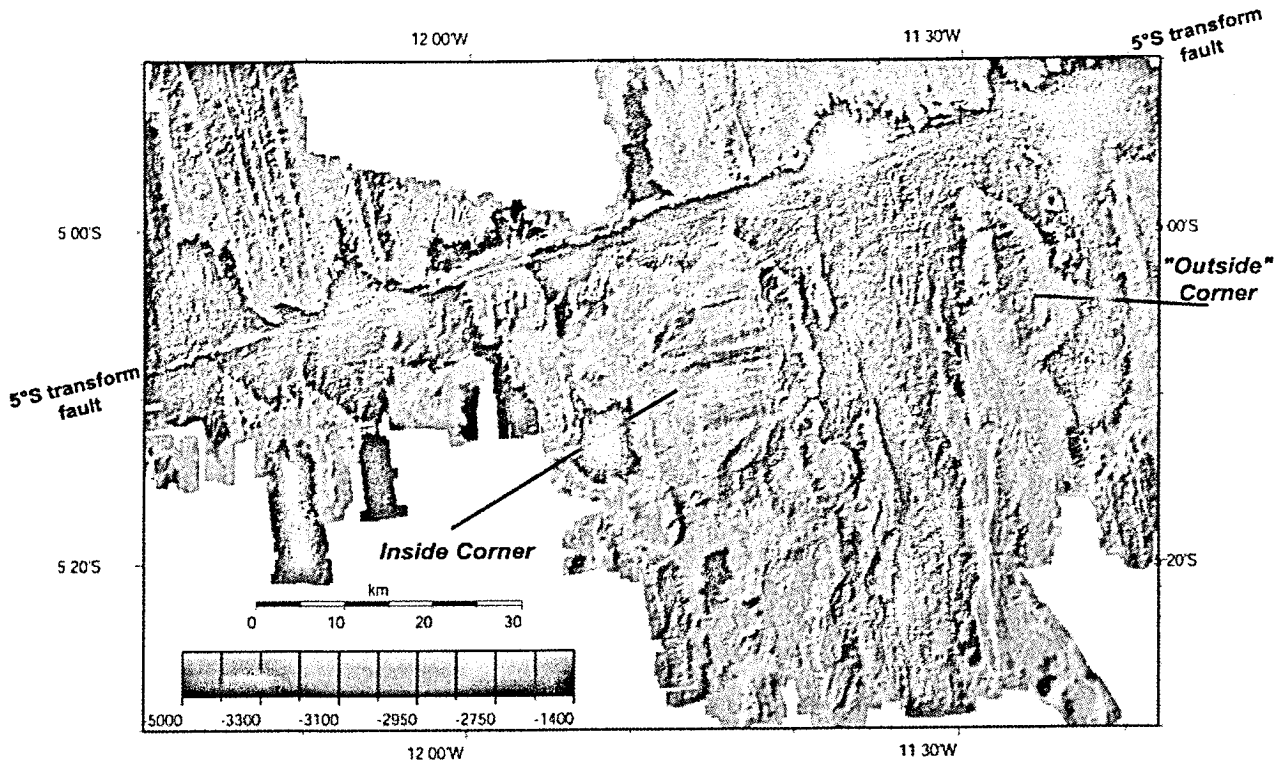 12 00'W
11 30'W
5°S transform
fault
5 00'S
00'S
"Outside"
Corner
5°S transform
fault
Inside Corner
5 20'S
20'S
km
0 10 20 30
-5000 -3300 -3100 -2950 -2750 -1400
12 00'W
11 30'W